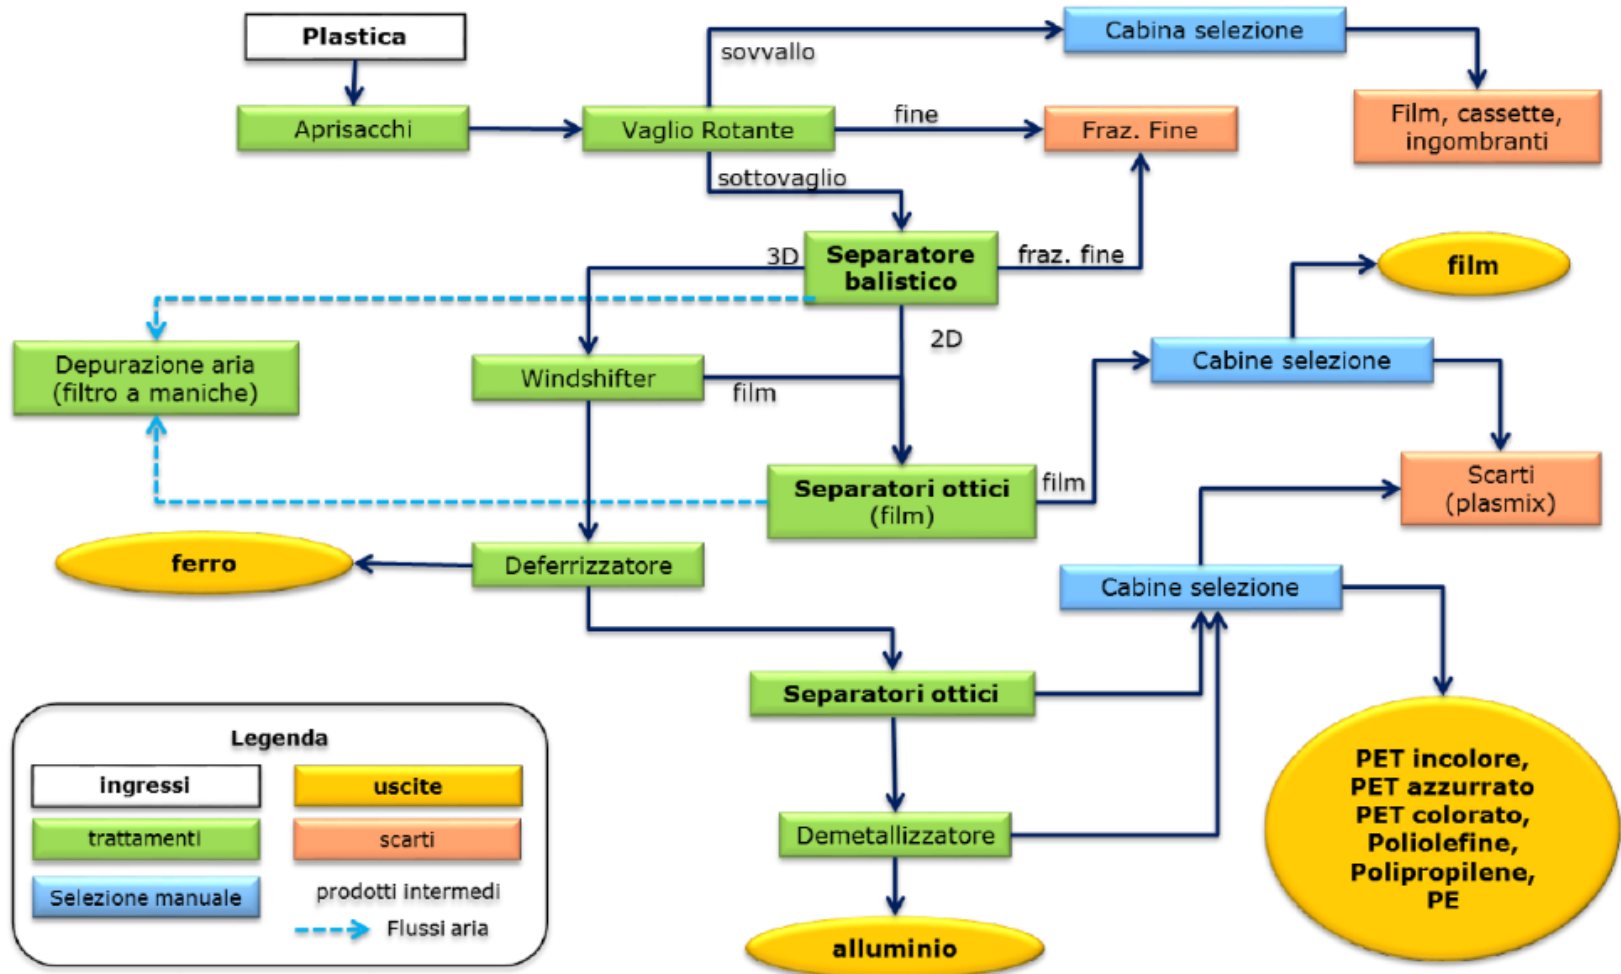 Plastica
Cabina selezione
sovvallo
Aprisacchi
Vaglio Rotante
fine
Fraz. Fine
Film, cassette,
ingombranti
sottovaglio
3D
Separatore
balistico
fraz. fine
film
2D
Depurazione aria
(filtro a maniche)
Windshifter
film
Cabine selezione
Separatori ottici
(film)
film
Scarti
(plasmix)
ferro
Deferrizzatore
Cabine selezione
Separatori ottici
Legenda
ingressi
uscite
trattamenti
scarti
Selezione manuale
prodotti intermedi
Flussi aria
Demetallizzatore
PET incolore,
PET azzurrato
PET colorato,
Poliolefine,
Polipropilene,
PE
alluminio